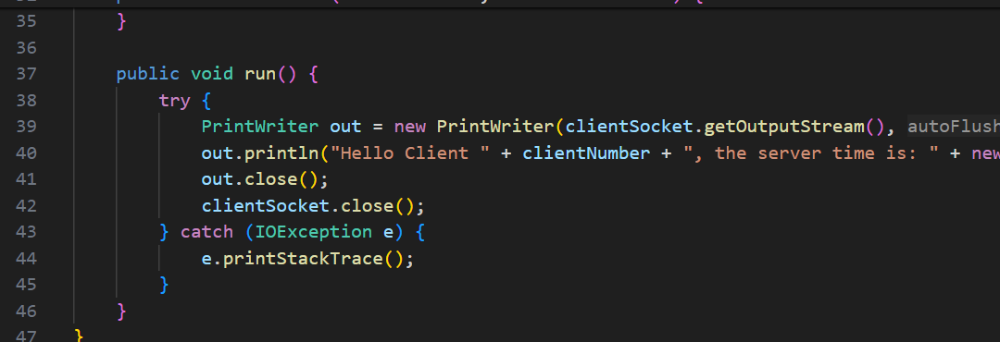 35 }
36
37 public void run() {
38 try {
39 PrintWriter out = new PrintWriter(clientSocket.getOutputStream(), autoFlush
40 out.println("Hello Client " + clientNumber + ", the server time is: " + new
41 out.close();
42 clientSocket.close();
43 } catch (IOException e) {
44 e.printStackTrace();
45 }
46 }
47 }